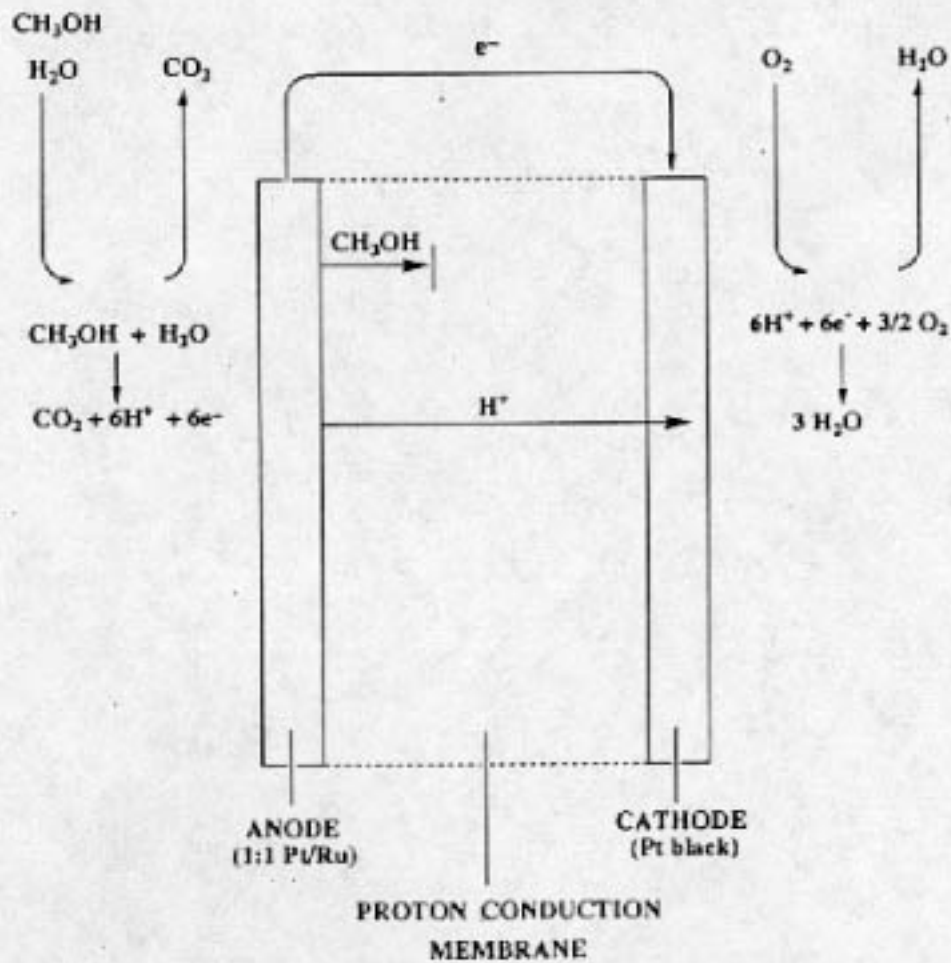 CH₃OH
H₂O CO₂
e⁻
O₂ H₂O
CH₃OH
CH₃OH + H₂O
CO₂ + 6H⁺ + 6e⁻
H⁺
6H⁺ + 6e⁻ + 3/2 O₂
3 H₂O
ANODE
(1:1 Pt/Ru)
CATHODE
(Pt black)
PROTON CONDUCTION
MEMBRANE